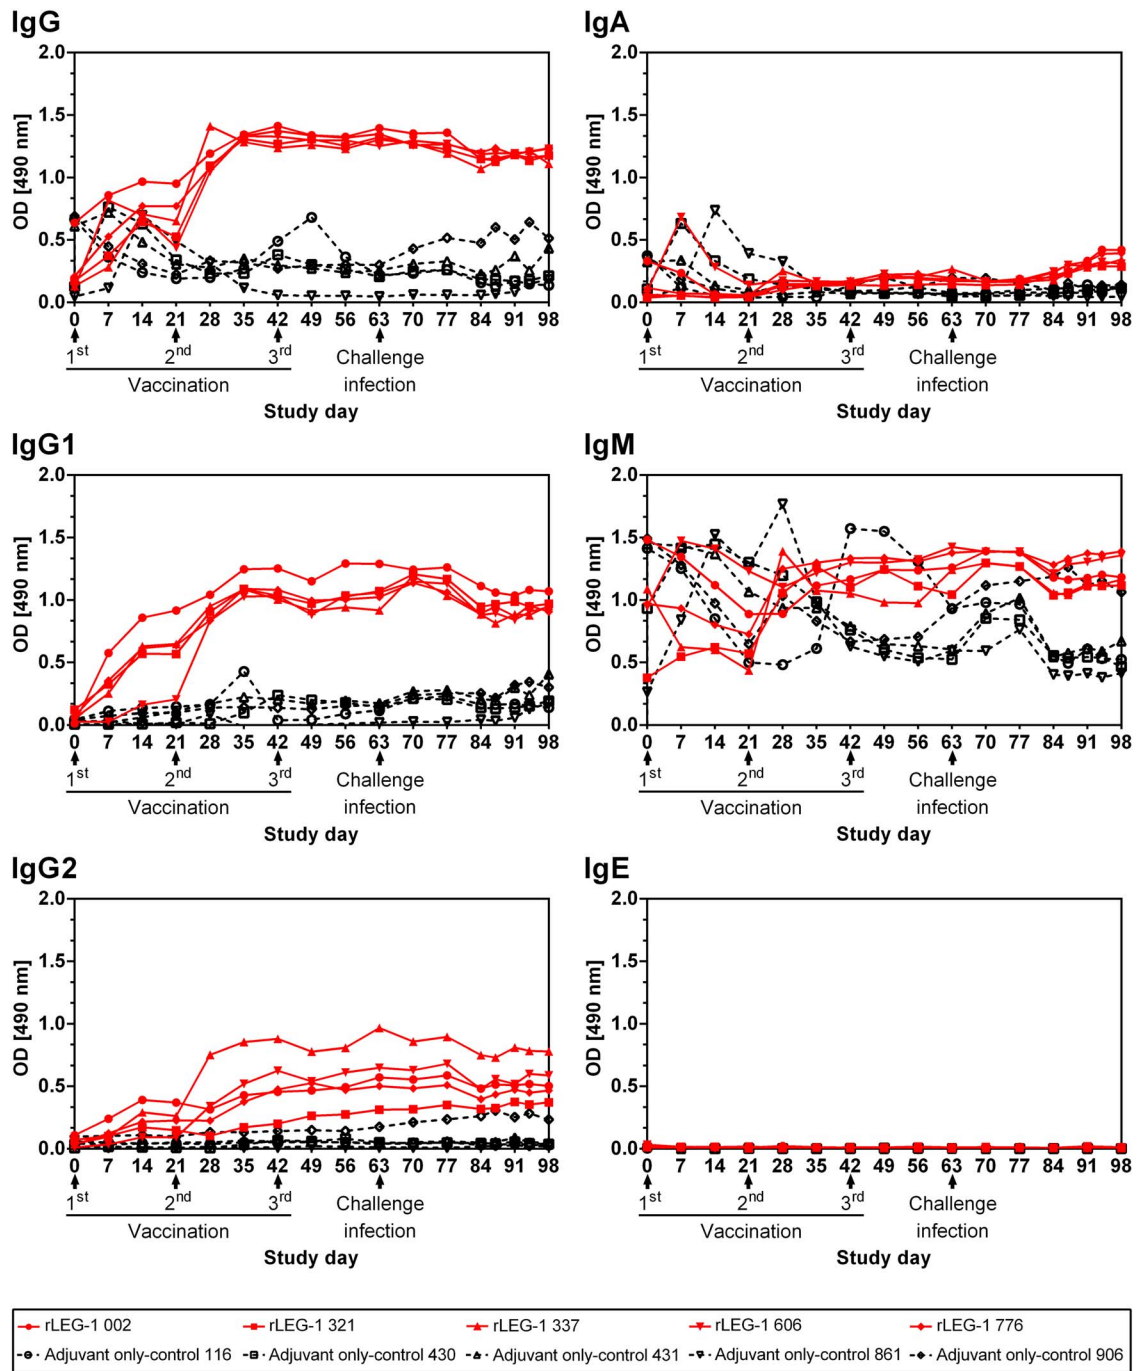 IgG
IgA
2.0
1.5
1.0
0.5
0.0
OD [490 nm]
0 7 14 21 28 35 42 49 56 63 70 77 84 91 98
1st 2nd 3rd Challenge
Vaccination infection
Study day
2.0
1.5
1.0
0.5
0.0
OD [490 nm]
0 7 14 21 28 35 42 49 56 63 70 77 84 91 98
1st 2nd 3rd Challenge
Vaccination infection
Study day
IgG1
IgM
2.0
1.5
1.0
0.5
0.0
OD [490 nm]
0 7 14 21 28 35 42 49 56 63 70 77 84 91 98
1st 2nd 3rd Challenge
Vaccination infection
Study day
2.0
1.5
1.0
0.5
0.0
OD [490 nm]
0 7 14 21 28 35 42 49 56 63 70 77 84 91 98
1st 2nd 3rd Challenge
Vaccination infection
Study day
IgG2
IgE
2.0
1.5
1.0
0.5
0.0
OD [490 nm]
0 7 14 21 28 35 42 49 56 63 70 77 84 91 98
1st 2nd 3rd Challenge
Vaccination infection
Study day
2.0
1.5
1.0
0.5
0.0
OD [490 nm]
0 7 14 21 28 35 42 49 56 63 70 77 84 91 98
1st 2nd 3rd Challenge
Vaccination infection
Study day
rLEG-1 002 rLEG-1 321 rLEG-1 337 rLEG-1 606 rLEG-1 776
Adjuvant only-control 116 Adjuvant only-control 430 Adjuvant only-control 431 Adjuvant only-control 861 Adjuvant only-control 906